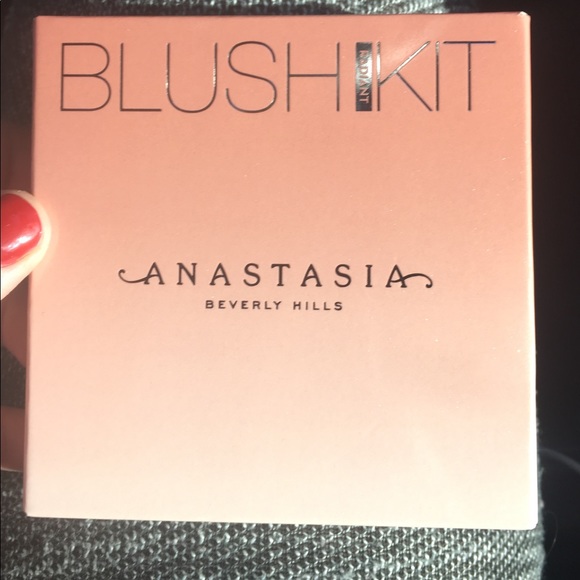 BLUSH RADIANT KIT
ANASTASIA
BEVERLY HILLS